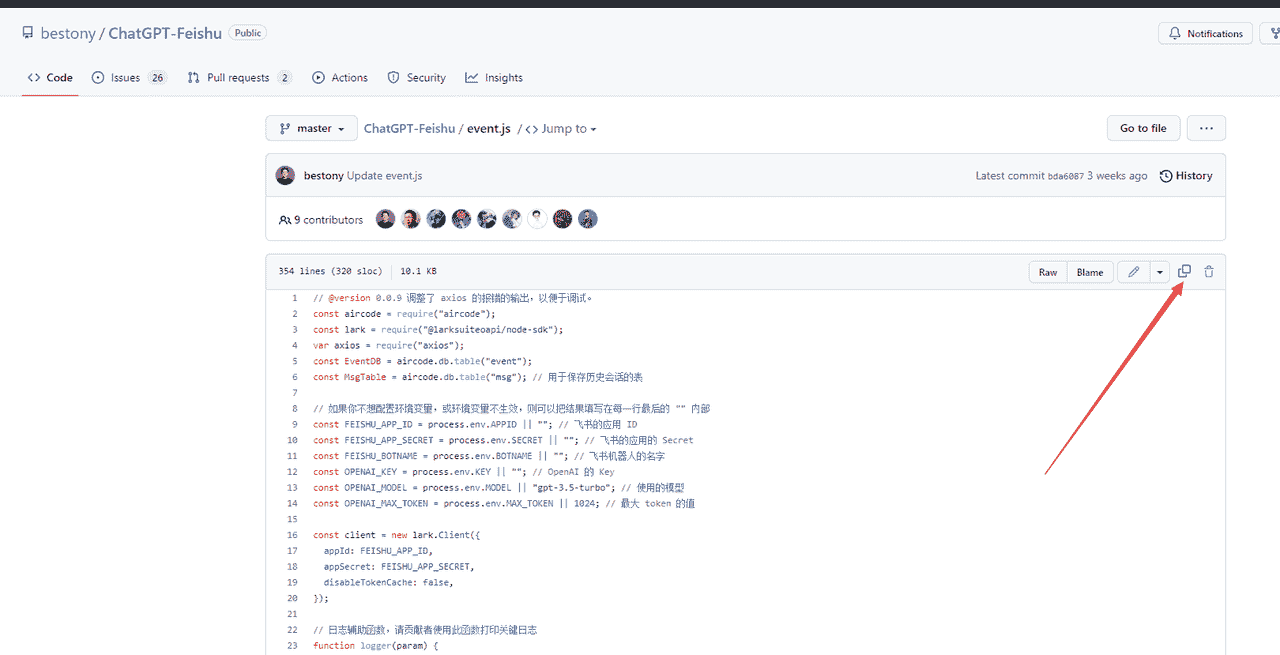 bestony / ChatGPT-Feishu Public
Notifications
Code Issues 26 Pull requests 2 Actions Security Insights
master ChatGPT-Feishu / event.js / <> Jump to Go to file ...
bestony Update event.js Latest commit bda6087 3 weeks ago History
9 contributors
354 lines (320 sloc) 10.1 KB Raw Blame
1 // @version 0.0.9 调整了 axios 的报错的输出，以便于调试。
2 const aircode = require("aircode");
3 const lark = require("@larksuiteoapi/node-sdk");
4 var axios = require("axios");
5 const EventDB = aircode.db.table("event");
6 const MsgTable = aircode.db.table("msg"); // 用于保存历史会话的表
7
8 // 如果你不想配置环境变量，或环境变量不生效，则可以把结果填写在每一行最后的 "" 内部
9 const FEISHU_APP_ID = process.env.APPID || ""; // 飞书的应用 ID
10 const FEISHU_APP_SECRET = process.env.SECRET || ""; // 飞书的应用的 Secret
11 const FEISHU_BOTNAME = process.env.BOTNAME || ""; // 飞书机器人的名字
12 const OPENAI_KEY = process.env.KEY || ""; // OpenAI 的 Key
13 const OPENAI_MODEL = process.env.MODEL || "gpt-3.5-turbo"; // 使用的模型
14 const OPENAI_MAX_TOKEN = process.env.MAX_TOKEN || 1024; // 最大 token 的值
15
16 const client = new lark.Client({
17 appId: FEISHU_APP_ID,
18 appSecret: FEISHU_APP_SECRET,
19 disableTokenCache: false,
20 });
21
22 // 日志辅助函数，请贡献者使用此函数打印关键日志
23 function logger(param) {